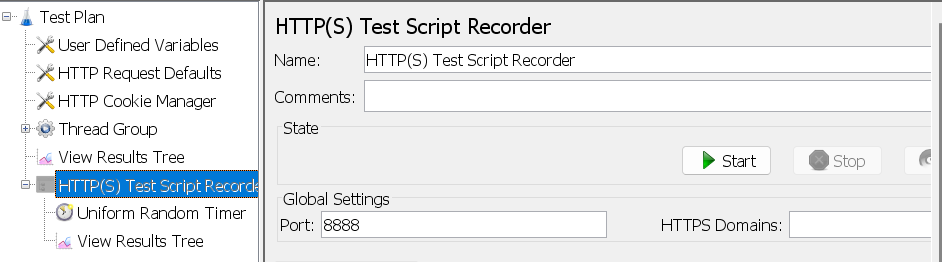 Test Plan
User Defined Variables
HTTP Request Defaults
HTTP Cookie Manager
Thread Group
View Results Tree
HTTP(S) Test Script Recorde
Uniform Random Timer
View Results Tree
HTTP(S) Test Script Recorder
Name: HTTP(S) Test Script Recorder
Comments:
State
Start Stop
Global Settings
Port: 8888 HTTPS Domains: